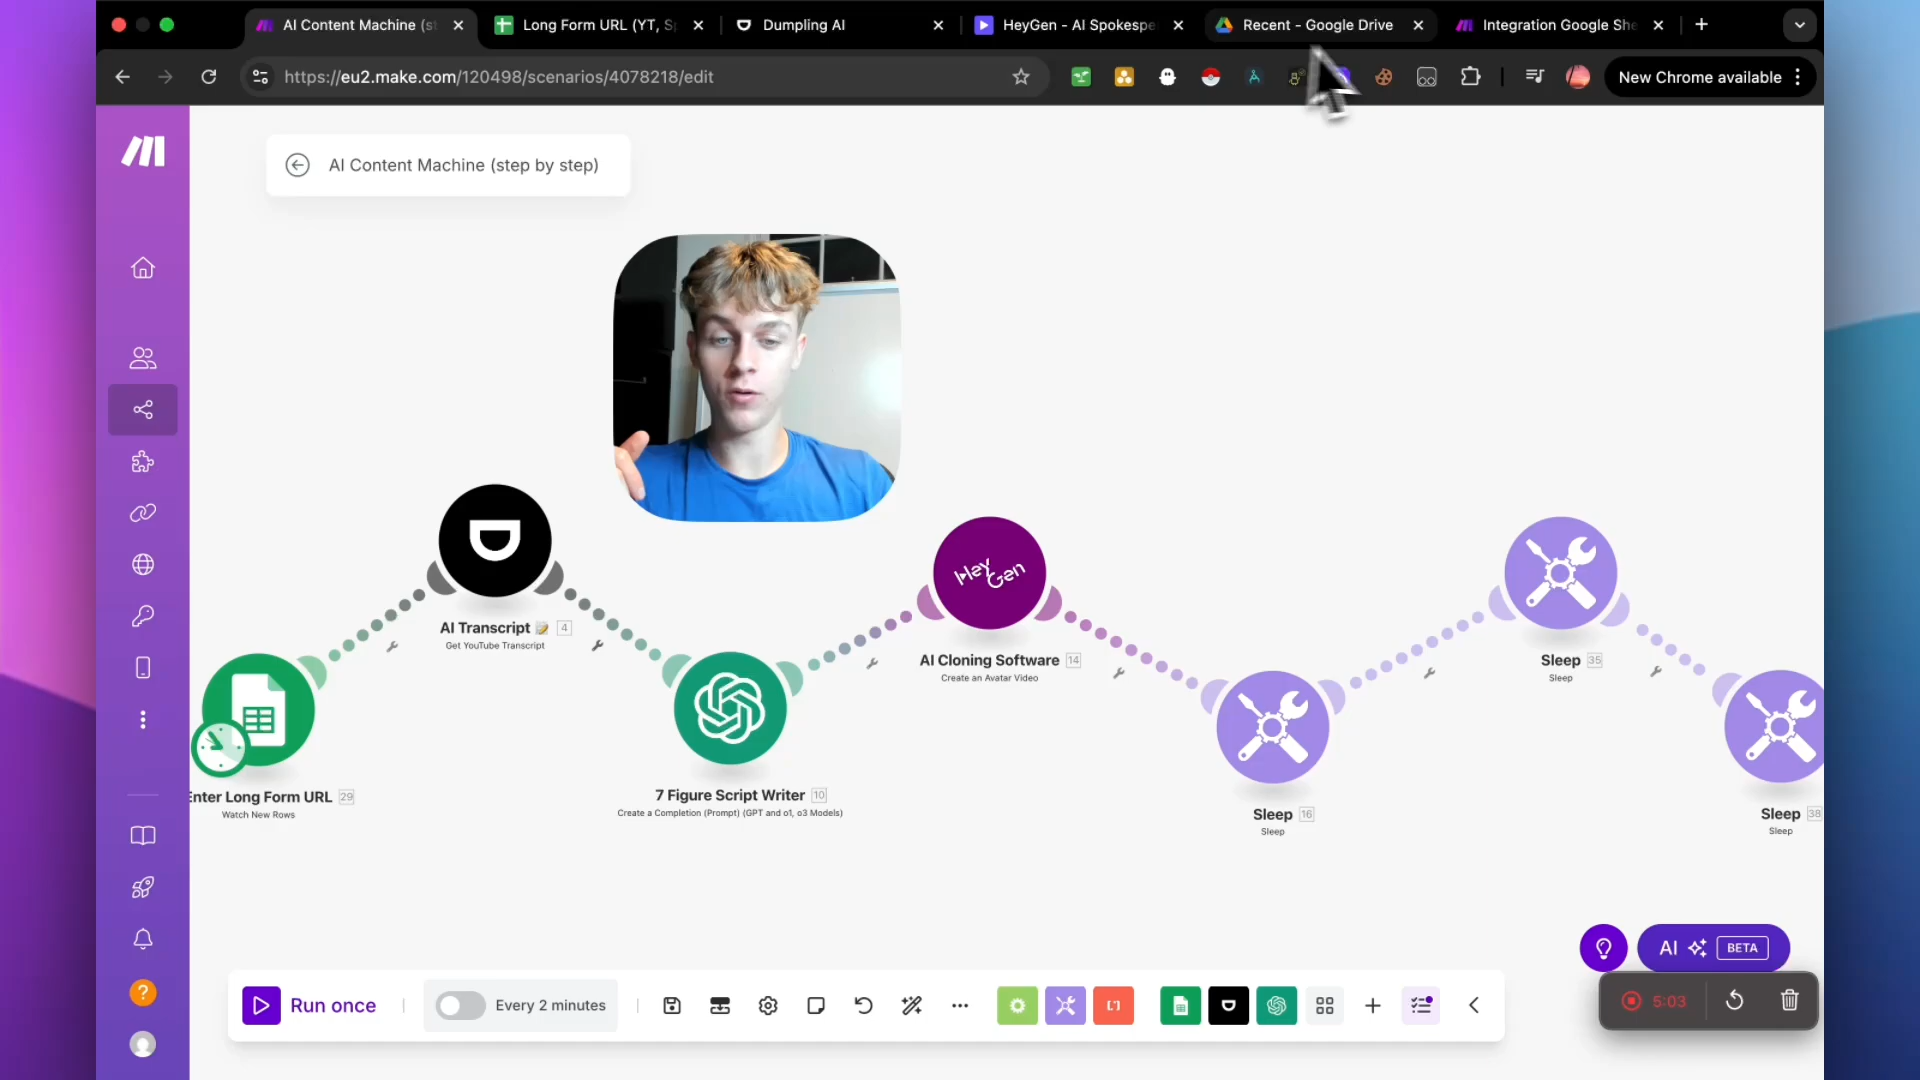 AI Content Machine (st
Long Form URL (YT, S
Dumpling AI
HeyGen - AI Spokespe
Recent - Google Drive
Integration Google She
https://eu2.make.com/120498/scenarios/4078218/edit
New Chrome available
AI Content Machine (step by step)
AI Transcript 📝 4
Get YouTube Transcript
HeyGen
AI Cloning Software 14
Create an Avatar Video
Sleep 35
Sleep
Enter Long Form URL 29
Watch New Rows
7 Figure Script Writer 10
Create a Completion (Prompt) (GPT and o1, o3 Models)
Sleep 16
Sleep
Sleep 38
Sleep
AI BETA
Run once
Every 2 minutes
5:03